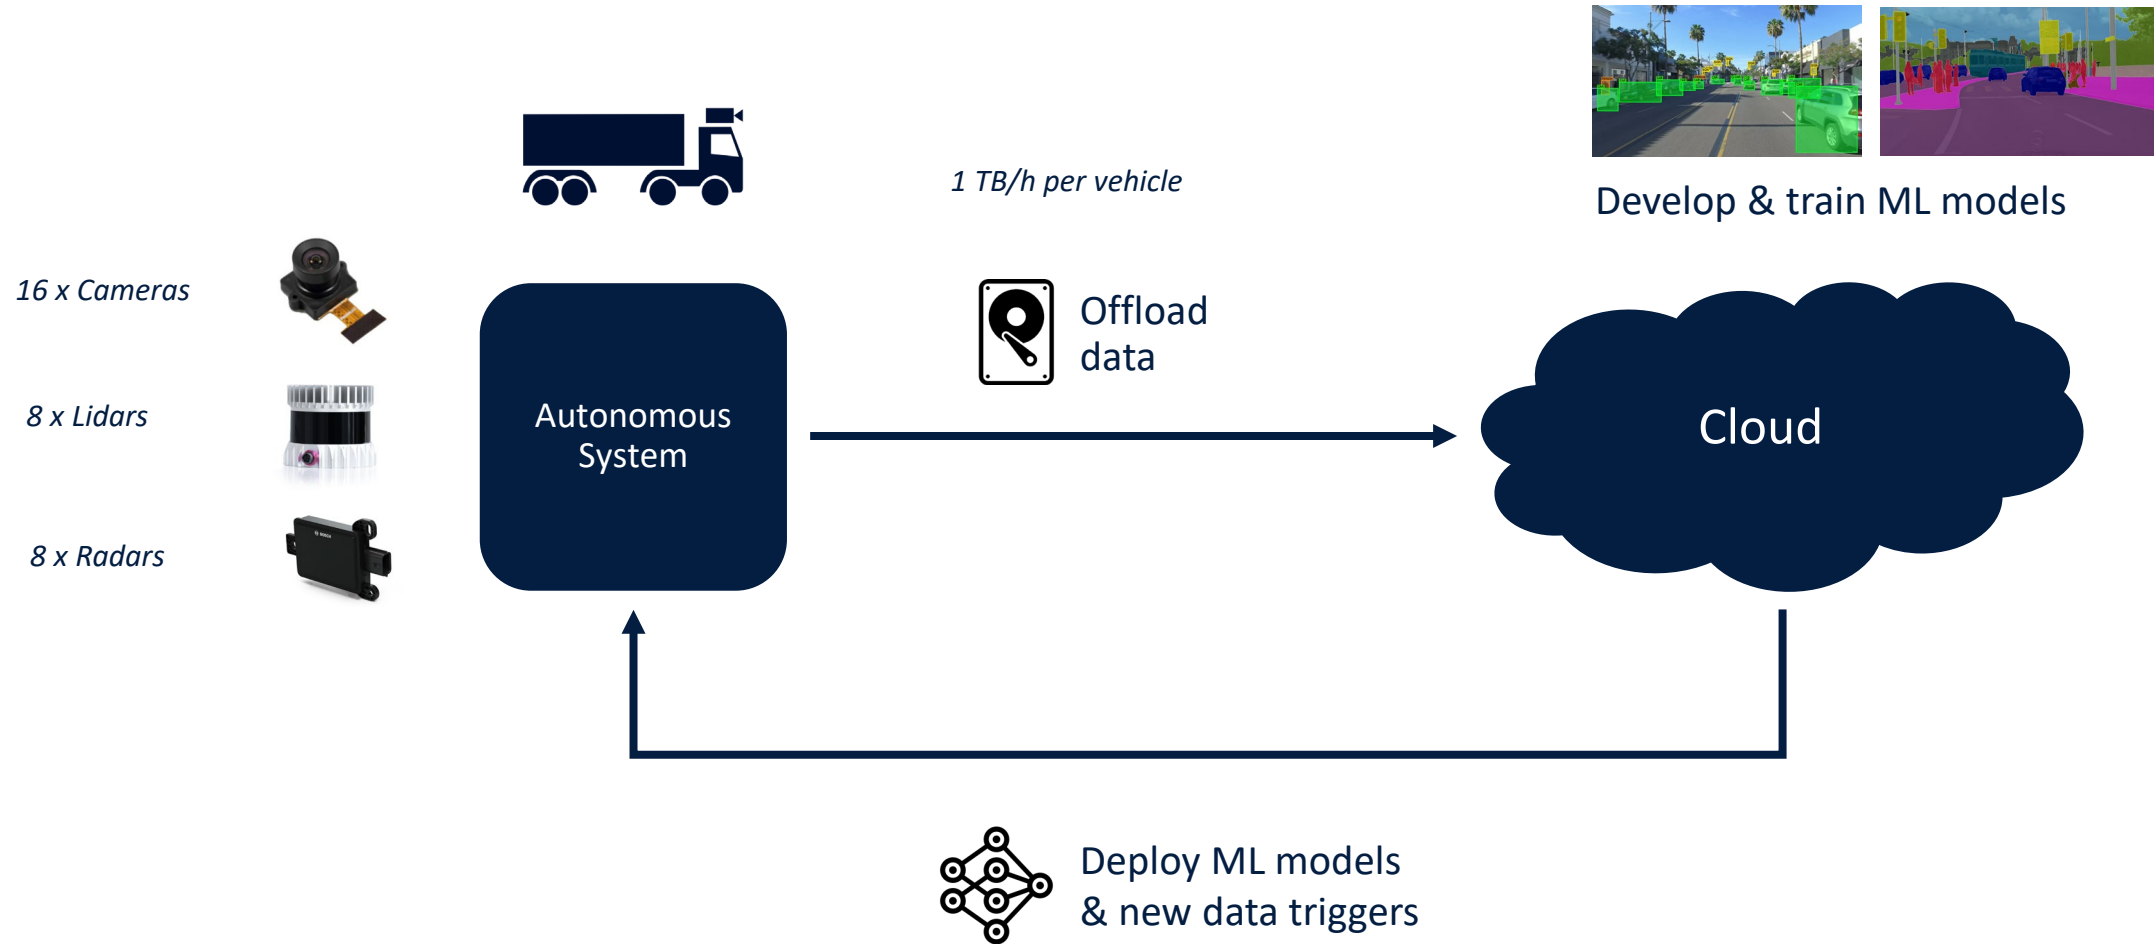 1 TB/h per vehicle
Develop & train ML models
16 x Cameras
8 x Lidars
8 x Radars
Autonomous
System
Offload
data
Cloud
Deploy ML models
& new data triggers
BOSCH